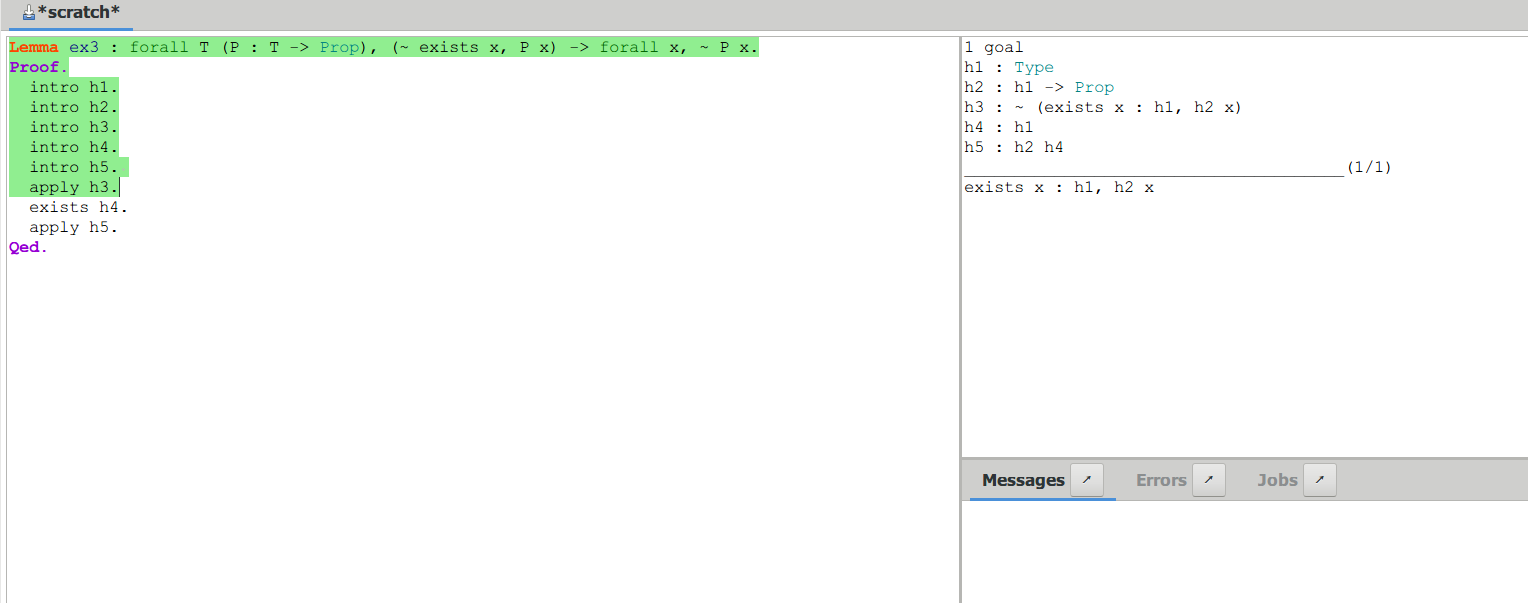 *scratch*
Lemma ex3 : forall T (P : T -> Prop), (~ exists x, P x) -> forall x, ~ P x.
Proof.
intro h1.
intro h2.
intro h3.
intro h4.
intro h5.
apply h3.
exists h4.
apply h5.
Qed.
1 goal
h1 : Type
h2 : h1 -> Prop
h3 : ~ (exists x : h1, h2 x)
h4 : h1
h5 : h2 h4
______________________________________(1/1)
exists x : h1, h2 x
Messages Errors Jobs